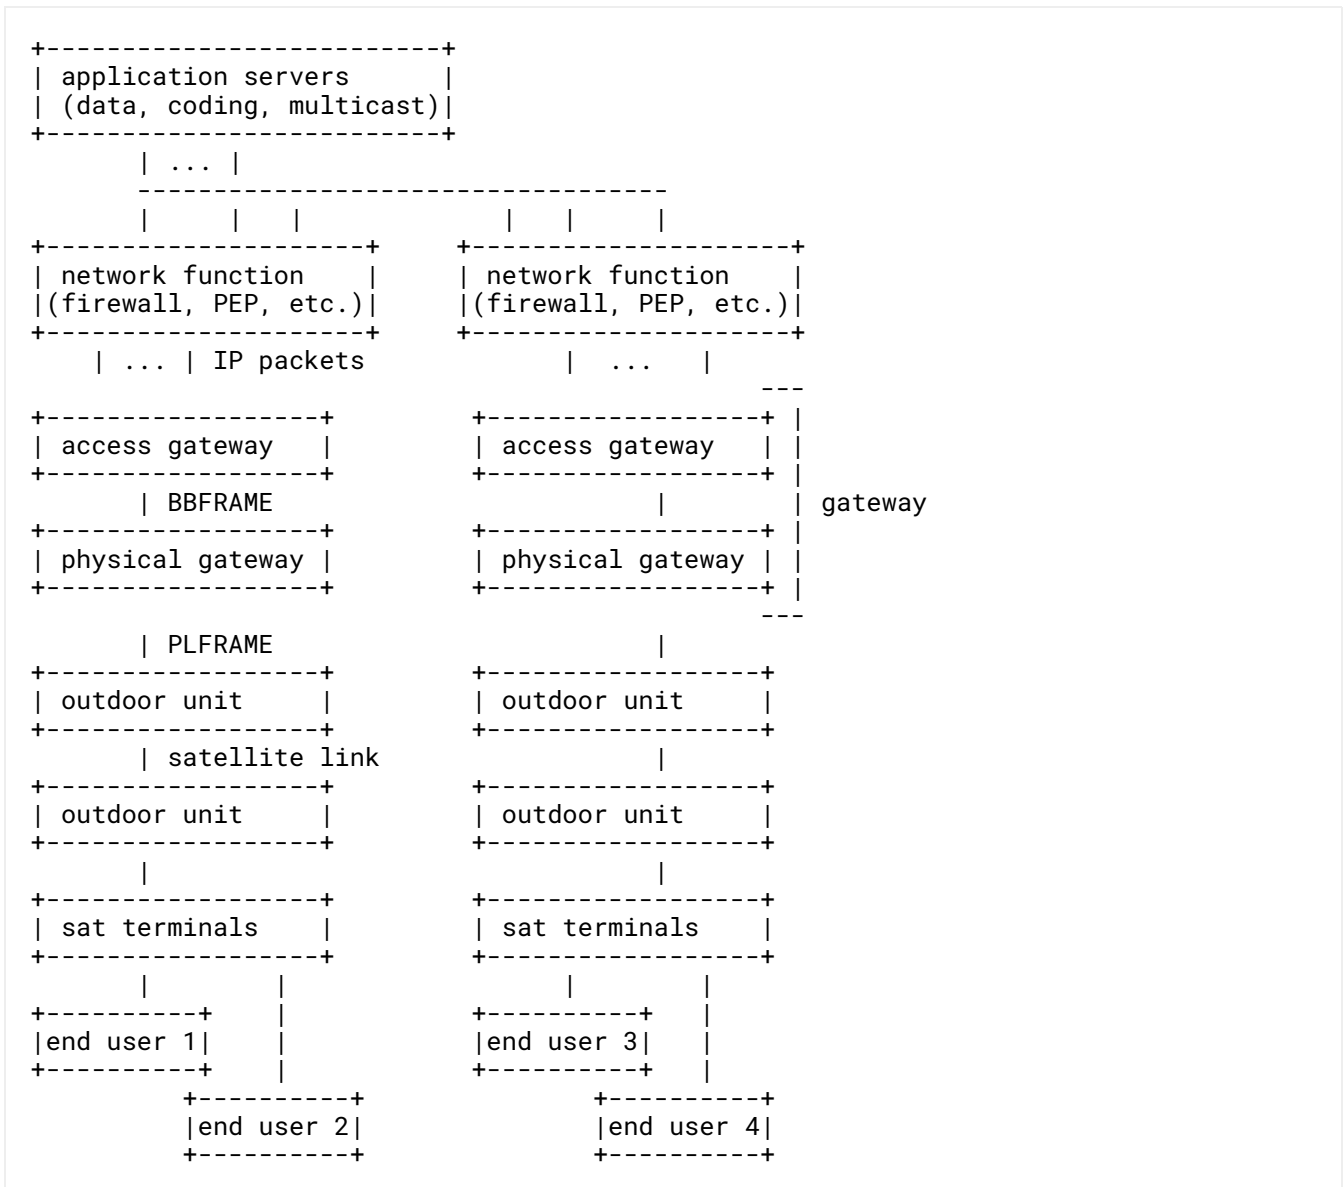 +--------------------------+
| application servers      |
| (data, coding, multicast)|
+--------------------------+
       | ... |
       -----------------------------------
       |     |   |             |   |     |
+---------------------+     +---------------------+
| network function    |     | network function    |
|(firewall, PEP, etc.)|     |(firewall, PEP, etc.)|
+---------------------+     +---------------------+
    | ... | IP packets             |  ...   |
                                                ---
+------------------+         +------------------+ |
| access gateway   |         | access gateway   | |
+------------------+         +------------------+ |
       | BBFRAME                         |        | gateway
+------------------+         +------------------+ |
| physical gateway |         | physical gateway | |
+------------------+         +------------------+ |
                                                ---
       | PLFRAME                         |
+------------------+         +------------------+
| outdoor unit     |         | outdoor unit     |
+------------------+         +------------------+
       | satellite link                  |
+------------------+         +------------------+
| outdoor unit     |         | outdoor unit     |
+------------------+         +------------------+
       |                                 |
+------------------+         +------------------+
| sat terminals    |         | sat terminals    |
+------------------+         +------------------+
       |        |                  |        |
+----------+    |            +----------+   |
|end user 1|    |            |end user 3|   |
+----------+    |            +----------+   |
          +----------+               +----------+
          |end user 2|               |end user 4|
          +----------+               +----------+